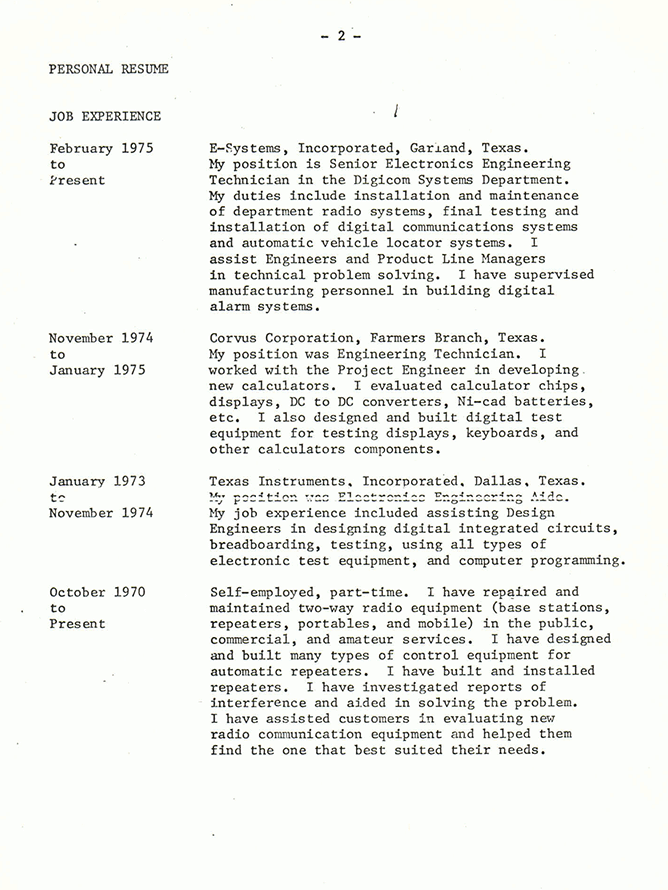 - 2 -
PERSONAL RESUME
JOB EXPERIENCE
February 1975
to
Present
E-Systems, Incorporated, Garland, Texas.
My position is Senior Electronics Engineering
Technician in the Digicom Systems Department.
My duties include installation and maintenance
of department radio systems, final testing and
installation of digital communications systems
and automatic vehicle locator systems. I
assist Engineers and Product Line Managers
in technical problem solving. I have supervised
manufacturing personnel in building digital
alarm systems.
November 1974
to
January 1975
Corvus Corporation, Farmers Branch, Texas.
My position was Engineering Technician. I
worked with the Project Engineer in developing
new calculators. I evaluated calculator chips,
displays, DC to DC converters, Ni-cad batteries,
etc. I also designed and built digital test
equipment for testing displays, keyboards, and
other calculators components.
January 1973
to
November 1974
Texas Instruments, Incorporated, Dallas, Texas.
My position was Electronics Engineering Aide.
My job experience included assisting Design
Engineers in designing digital integrated circuits,
breadboarding, testing, using all types of
electronic test equipment, and computer programming.
October 1970
to
Present
Self-employed, part-time. I have repaired and
maintained two-way radio equipment (base stations,
repeaters, portables, and mobile) in the public,
commercial, and amateur services. I have designed
and built many types of control equipment for
automatic repeaters. I have built and installed
repeaters. I have investigated reports of
interference and aided in solving the problem.
I have assisted customers in evaluating new
radio communication equipment and helped them
find the one that best suited their needs.